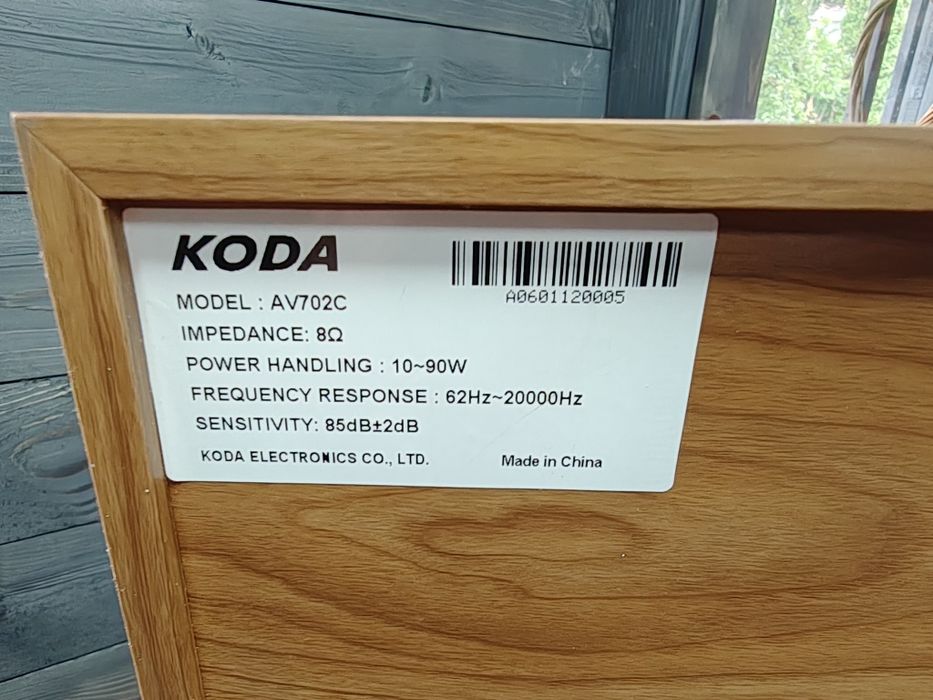 KODA
A0601120005
MODEL : AV702C
IMPEDANCE: 8Ω
POWER HANDLING : 10~90W
FREQUENCY RESPONSE : 62Hz~20000Hz
SENSITIVITY: 85dB±2dB
KODA ELECTRONICS CO., LTD. Made in China